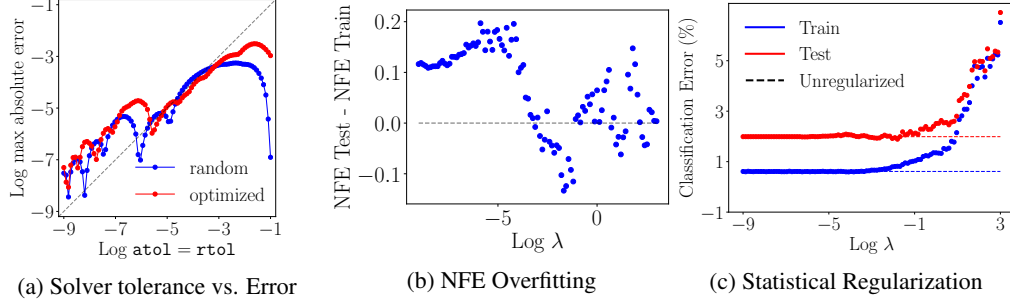 Log max absolute error
-1
-3
-5
-7
-9
-9
-7
-5
-3
-1
Log atol = rtol
random
optimized
(a) Solver tolerance vs. Error
NFE Test - NFE Train
0.2
0.1
0.0
−0.1
−5
0
Log λ
(b) NFE Overfitting
Classification Error (%)
7
5
3
1
−1
−9
−5
−1
3
Log λ
Train
Test
Unregularized
(c) Statistical Regularization